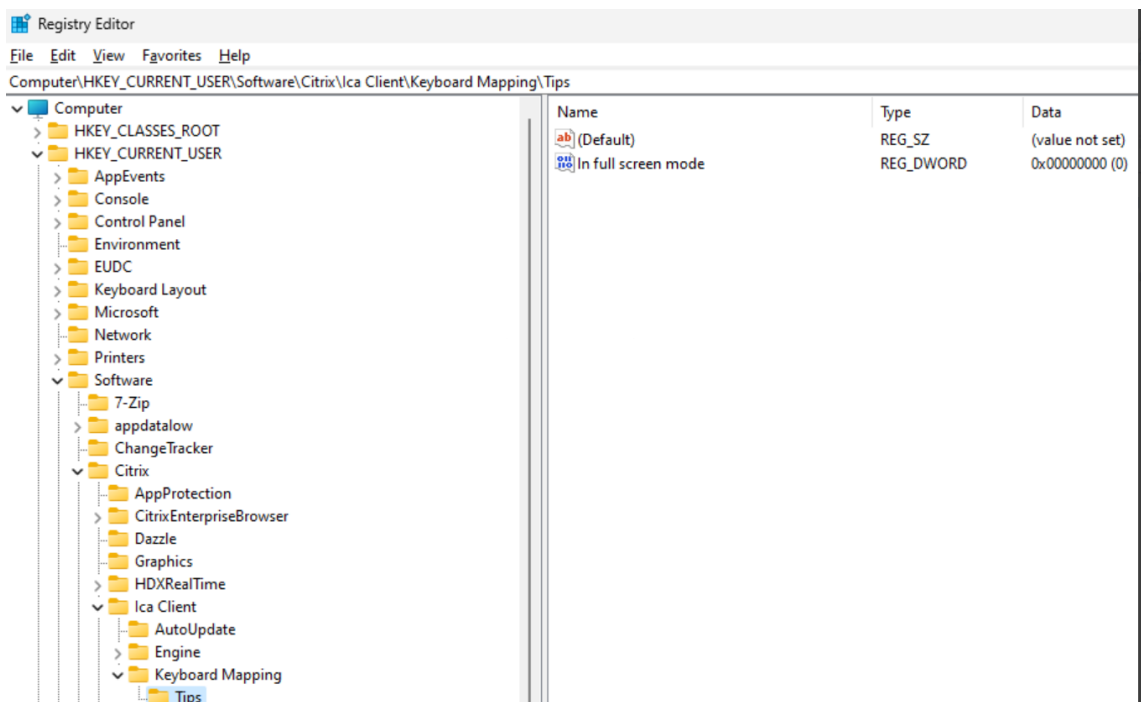 Registry Editor
File Edit View Favorites Help
Computer\HKEY_CURRENT_USER\Software\Citrix\Ica Client\Keyboard Mapping\Tips
Computer
HKEY_CLASSES_ROOT
HKEY_CURRENT_USER
AppEvents
Console
Control Panel
Environment
EUDC
Keyboard Layout
Microsoft
Network
Printers
Software
7-Zip
appdatalow
ChangeTracker
Citrix
AppProtection
CitrixEnterpriseBrowser
Dazzle
Graphics
HDXRealTime
Ica Client
AutoUpdate
Engine
Keyboard Mapping
Tips
Name Type Data
(Default) REG_SZ (value not set)
In full screen mode REG_DWORD 0x00000000 (0)